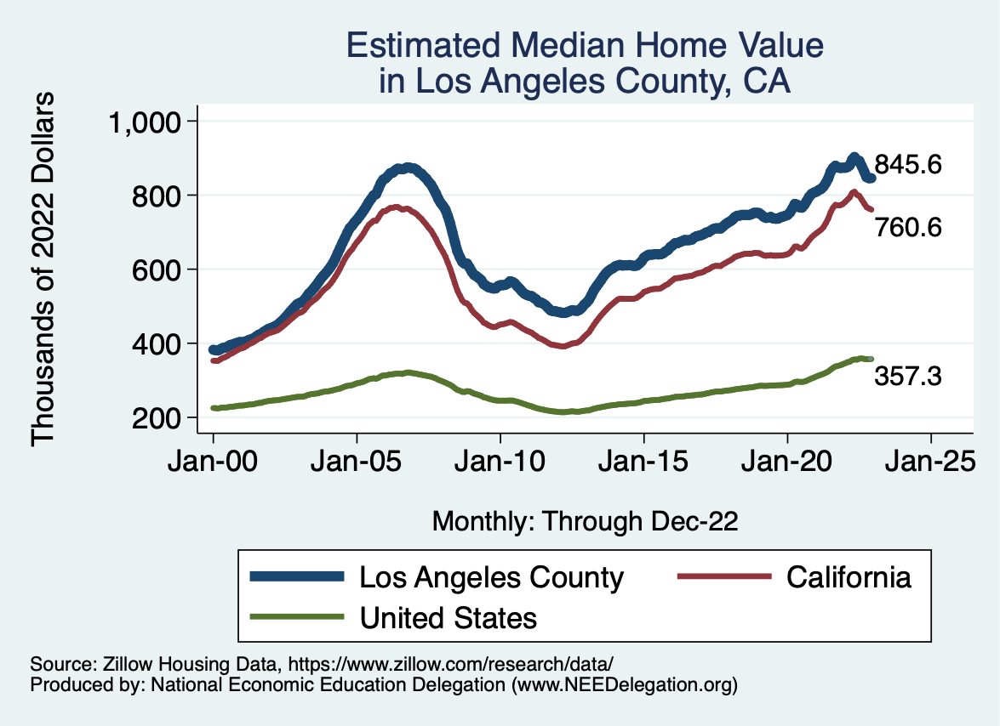 Estimated Median Home Value
in Los Angeles County, CA
Thousands of 2022 Dollars
1,000
800
600
400
200
845.6
760.6
357.3
Jan-00 Jan-05 Jan-10 Jan-15 Jan-20 Jan-25
Monthly: Through Dec-22
Los Angeles County California
United States
Source: Zillow Housing Data, https://www.zillow.com/research/data/
Produced by: National Economic Education Delegation (www.NEEDelegation.org)